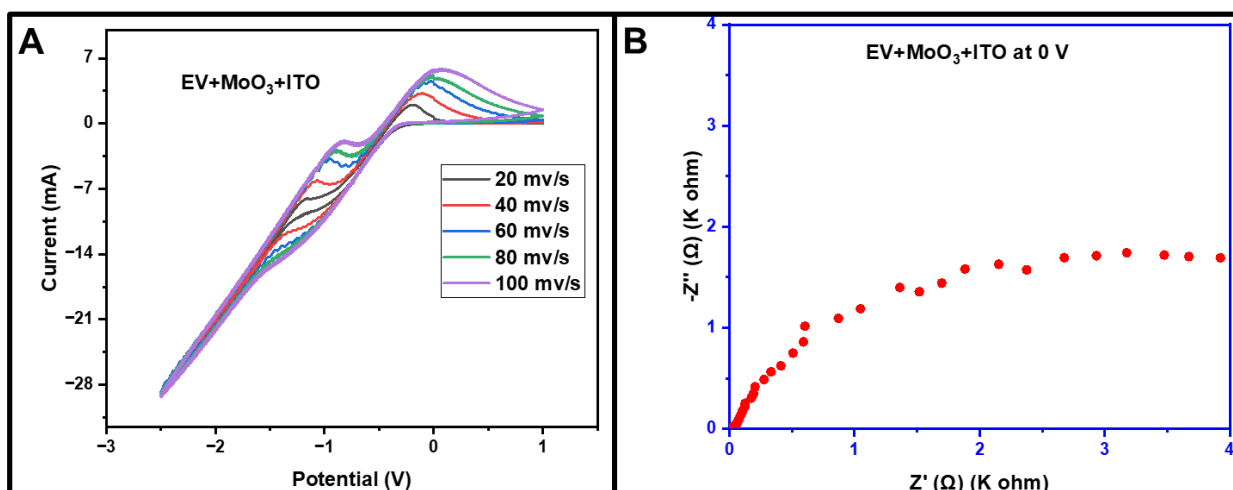 A
EV+MoO₃+ITO
7
0
−7
−14
−21
−28
Current (mA)
20 mv/s
40 mv/s
60 mv/s
80 mv/s
100 mv/s
−3
−2
−1
0
1
Potential (V)
B
EV+MoO₃+ITO at 0 V
4
3
2
1
0
-Z'' (Ω) (K ohm)
0
1
2
3
4
Z' (Ω) (K ohm)